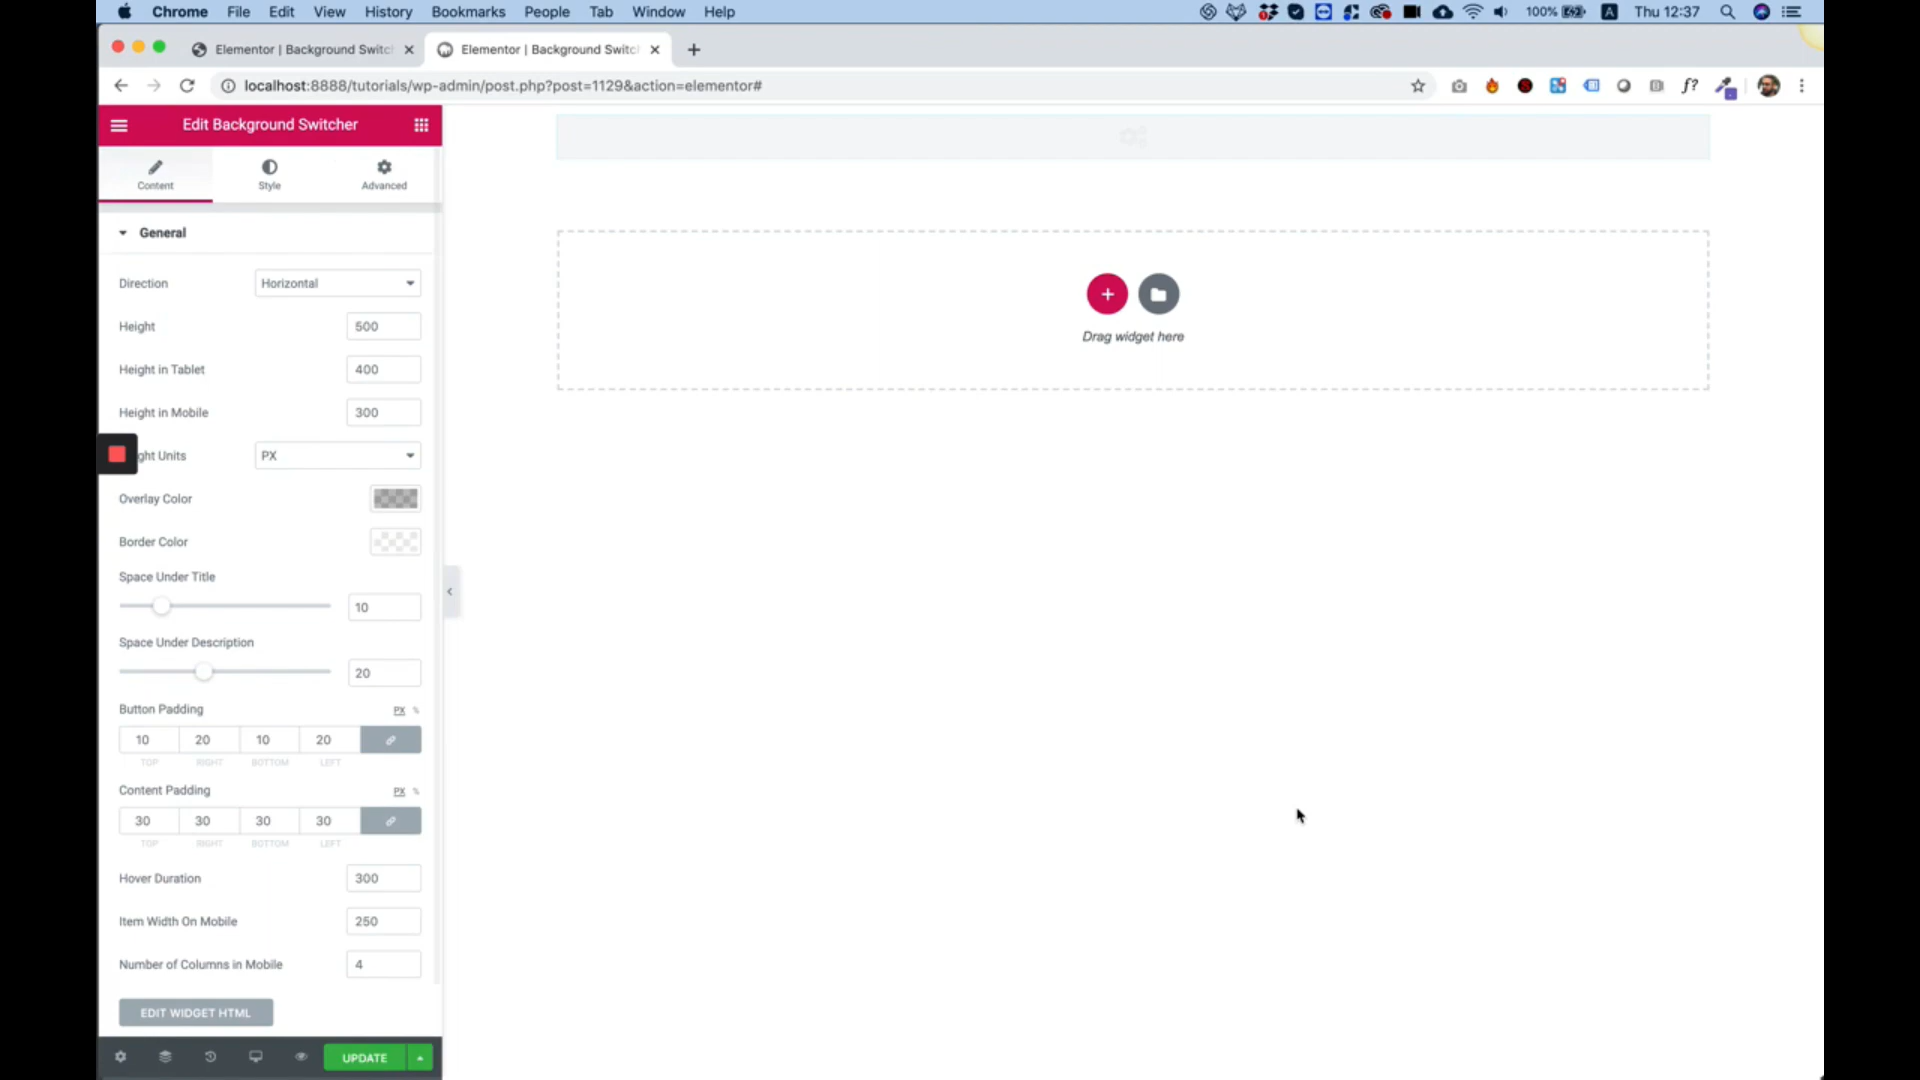 Chrome File Edit View History Bookmarks People Tab Window Help 100% A Thu 12:37
Elementor | Background Switc Elementor | Background Switc
localhost:8888/tutorials/wp-admin/post.php?post=1129&action=elementor# f?
Edit Background Switcher
Content Style Advanced
General
Direction Horizontal
Height 500
Height in Tablet 400
Height in Mobile 300
ght Units PX
Overlay Color
Border Color
Space Under Title
10
Space Under Description
20
Button Padding PX %
10 20 10 20
TOP RIGHT BOTTOM LEFT
Content Padding PX %
30 30 30 30
TOP RIGHT BOTTOM LEFT
Hover Duration 300
Item Width On Mobile 250
Number of Columns in Mobile 4
EDIT WIDGET HTML
UPDATE
Drag widget here